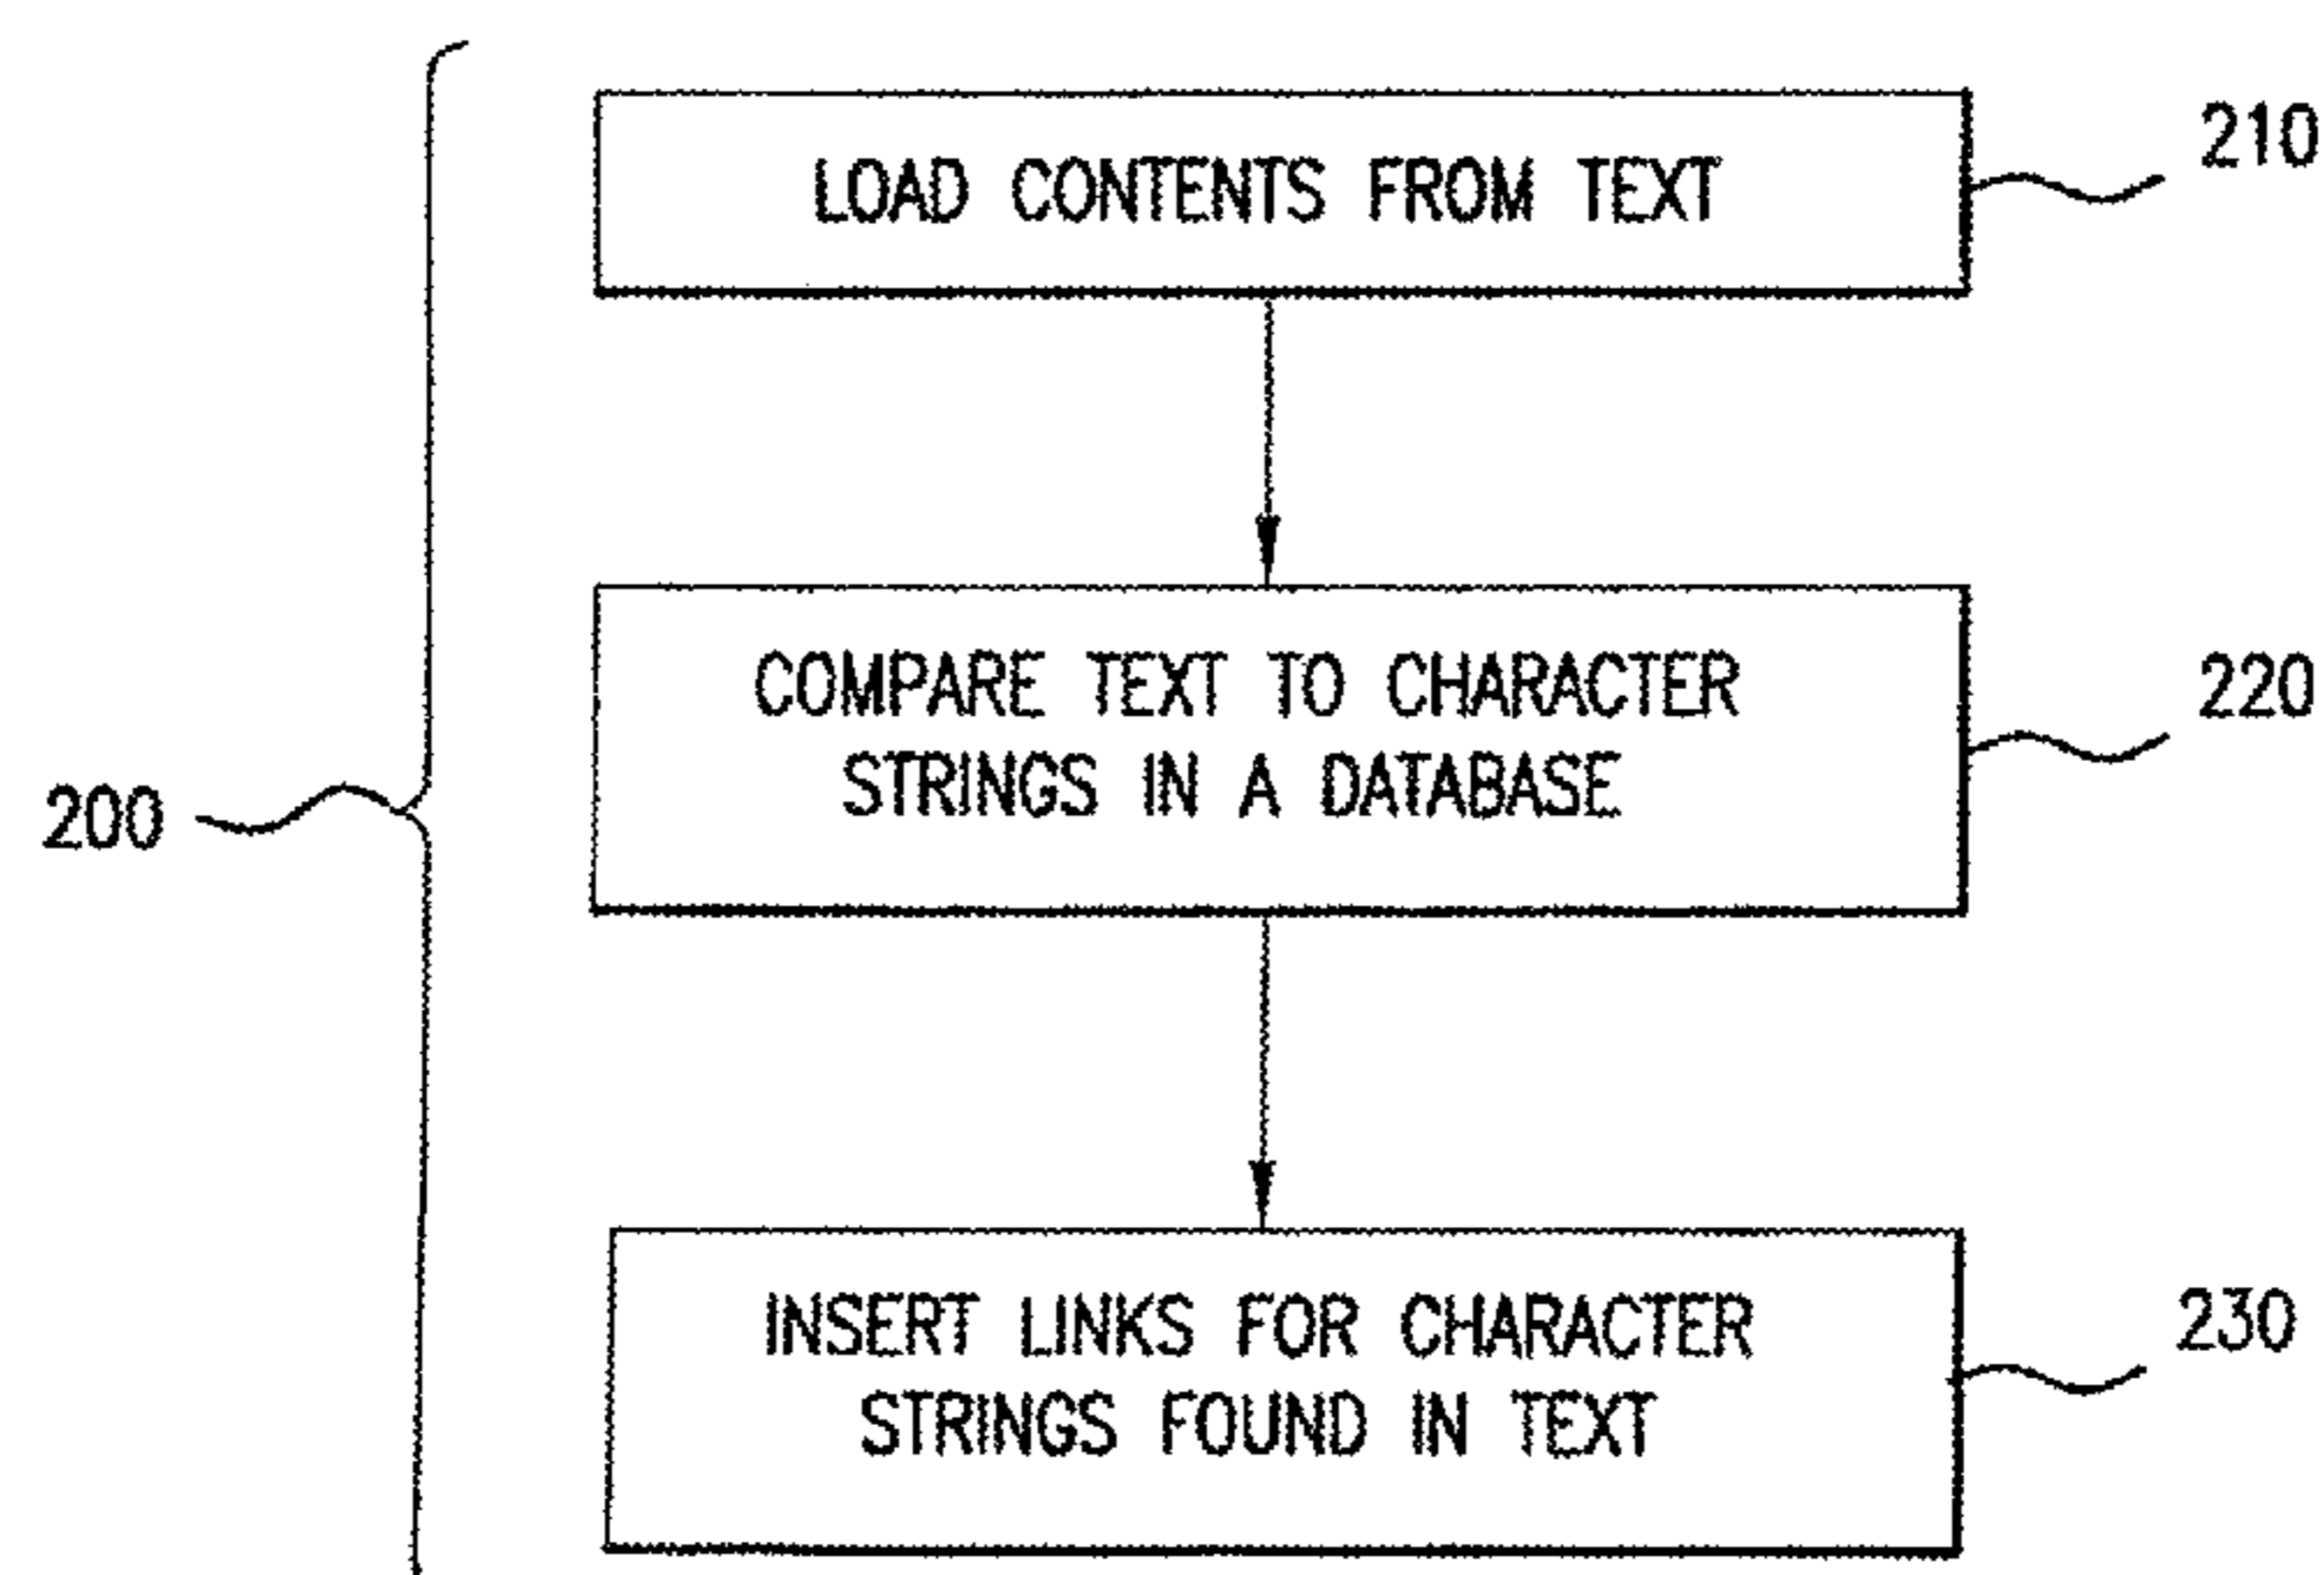 LOAD CONTENTS FROM TEXT
210
COMPARE TEXT TO CHARACTER
STRINGS IN A DATABASE
220
200
INSERT LINKS FOR CHARACTER
STRINGS FOUND IN TEXT
230